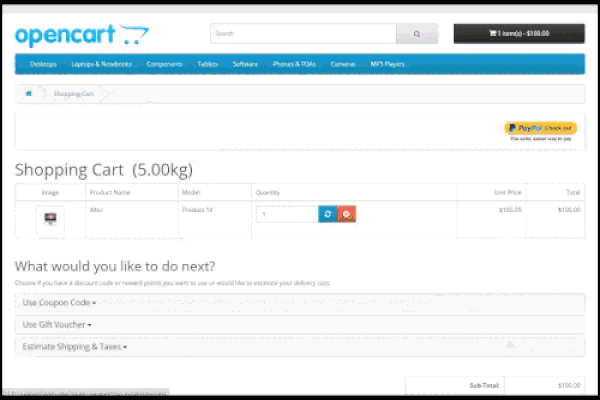 opencart
Search
1 item(s) - $100.00
Desktops Laptops & Notebooks Components Tablets Software Phones & PDAs Cameras MP3 Players
Shopping Cart
PayPal Check out
The safer, easier way to pay
Shopping Cart (5.00kg)
Image Product Name Model Quantity Unit Price Total
iMac Product 14 1 $100.00 $100.00
What would you like to do next?
Choose if you have a discount code or reward points you want to use or would like to estimate your delivery cost.
Use Coupon Code
Use Gift Voucher
Estimate Shipping & Taxes
Sub-Total: $100.00